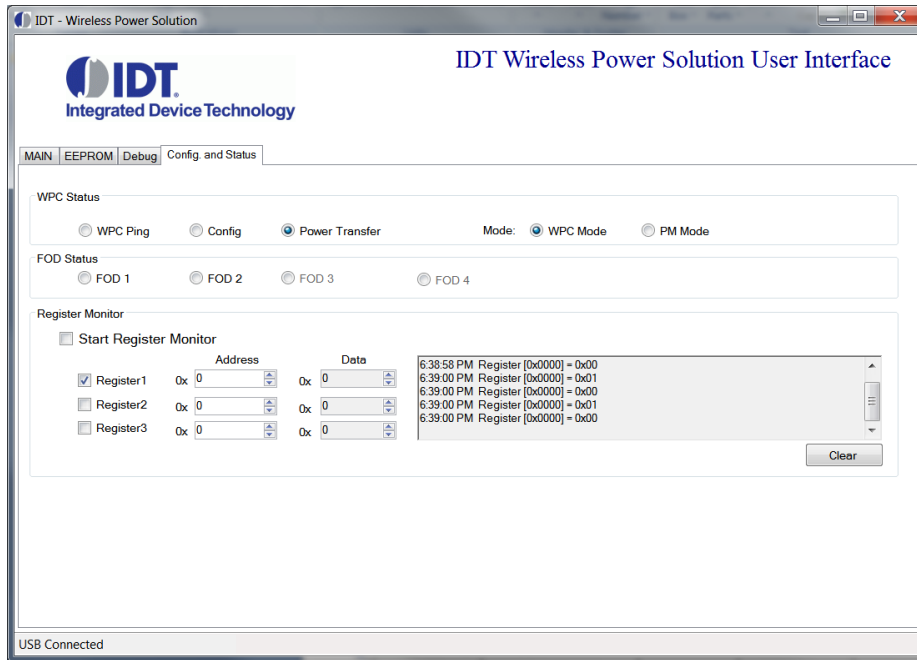 IDT - Wireless Power Solution
IDT Wireless Power Solution User Interface
IDT.
Integrated Device Technology
MAIN EEPROM Debug Config. and Status
WPC Status
WPC Ping Config Power Transfer Mode: WPC Mode PM Mode
FOD Status
FOD 1 FOD 2 FOD 3 FOD 4
Register Monitor
Start Register Monitor
Address Data
Register1 0x 0 0x 0
Register2 0x 0 0x 0
Register3 0x 0 0x 0
6:38:58 PM Register [0x0000] = 0x00
6:39:00 PM Register [0x0000] = 0x01
6:39:00 PM Register [0x0000] = 0x00
6:39:00 PM Register [0x0000] = 0x01
6:39:00 PM Register [0x0000] = 0x00
Clear
USB Connected